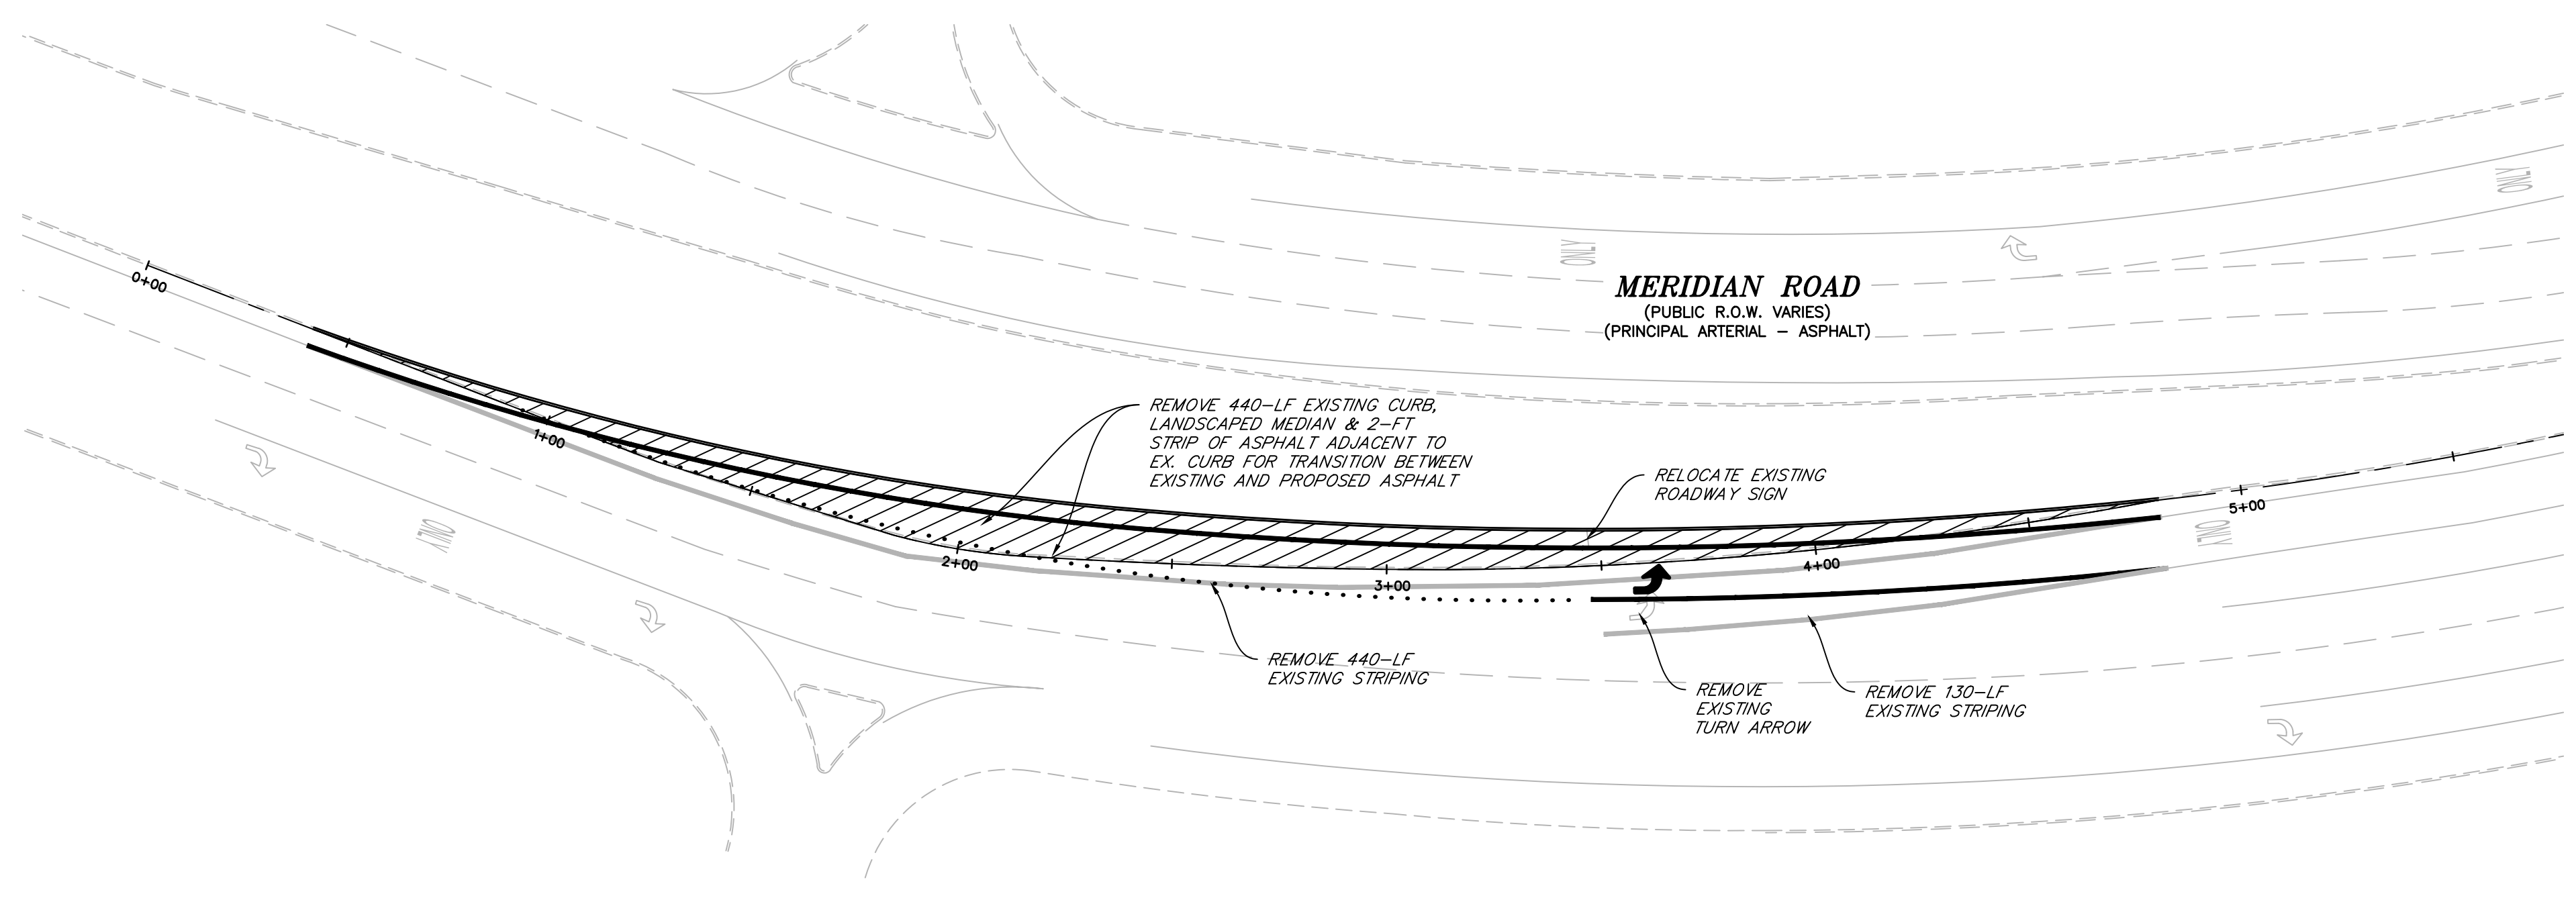 ONLY
ONLY
MERIDIAN ROAD
(PUBLIC R.O.W. VARIES)
(PRINCIPAL ARTERIAL - ASPHALT)
0+00
REMOVE 440-LF EXISTING CURB,
LANDSCAPED MEDIAN & 2-FT
STRIP OF ASPHALT ADJACENT TO
EX. CURB FOR TRANSITION BETWEEN
EXISTING AND PROPOSED ASPHALT
1+00
RELOCATE EXISTING
ROADWAY SIGN
5+00
ONLY
ONLY
2+00
3+00
4+00
REMOVE 440-LF
EXISTING STRIPING
REMOVE
EXISTING
TURN ARROW
REMOVE 130-LF
EXISTING STRIPING